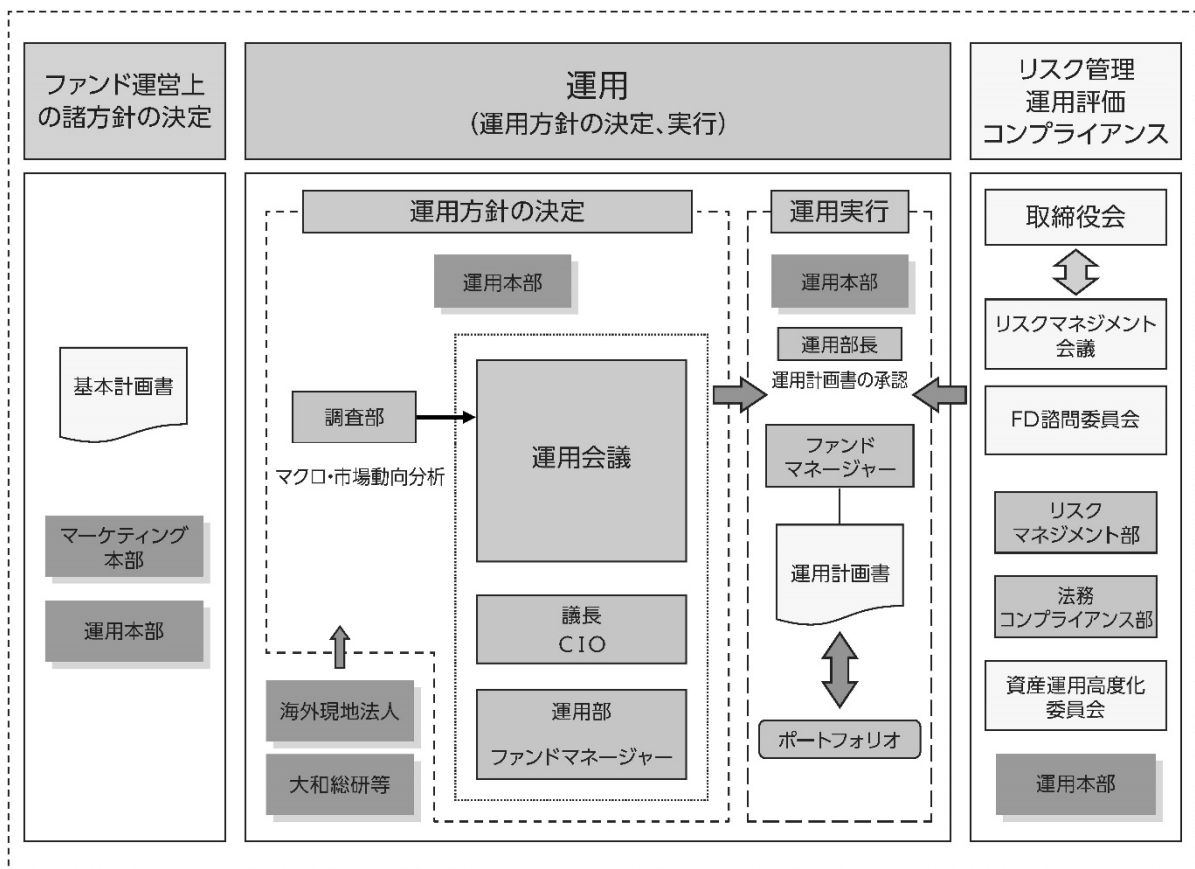 ファンド運営上
の諸方針の決定
運用
(運用方針の決定、実行)
リスク管理
運用評価
コンプライアンス
基本計画書
マーケティング
本部
運用本部
運用方針の決定
運用本部
調査部
マクロ・市場動向分析
運用会議
議長
CIO
運用部
ファンドマネージャー
海外現地法人
大和総研等
運用実行
運用本部
運用部長
運用計画書の承認
ファンド
マネージャー
運用計画書
ポートフォリオ
取締役会
リスクマネジメント
会議
FD諮問委員会
リスク
マネジメント部
法務
コンプライアンス部
資産運用高度化
委員会
運用本部